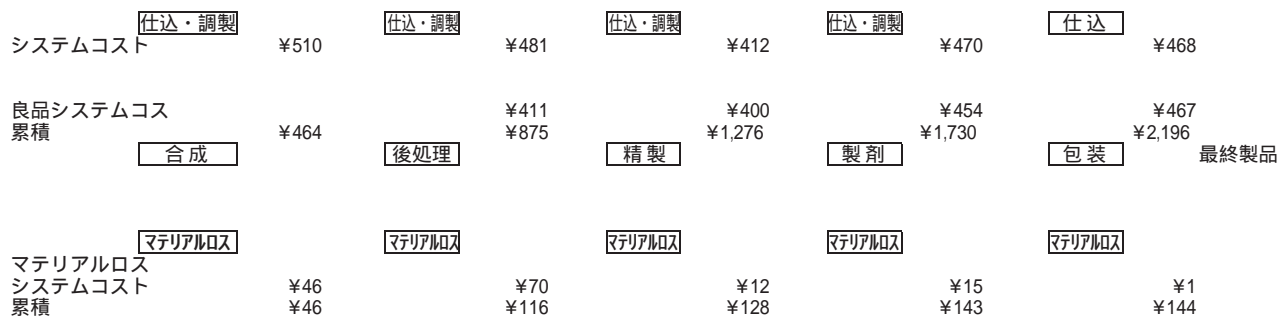 仕込・調製 仕込・調製 仕込・調製 仕込・調製 仕込
システムコスト ¥510 ¥481 ¥412 ¥470 ¥468
良品システムコス ¥411 ¥400 ¥454 ¥467
累積 ¥464 ¥875 ¥1,276 ¥1,730 ¥2,196
合成 後処理 精製 製剤 包装 最終製品
マテリアルロス マテリアルロス マテリアルロス マテリアルロス マテリアルロス
マテリアルロス
システムコスト ¥46 ¥70 ¥12 ¥15 ¥1
累積 ¥46 ¥116 ¥128 ¥143 ¥144